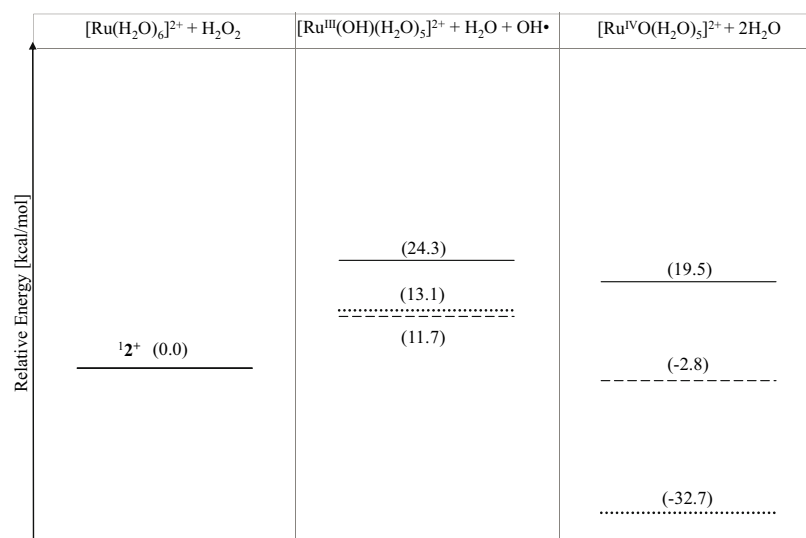 [Ru(H₂O)₆]²⁺ + H₂O₂
[Ruᴵᴵᴵ(OH)(H₂O)₅]²⁺ + H₂O + OH•
[RuᴵⱽO(H₂O)₅]²⁺ + 2H₂O
Relative Energy [kcal/mol]
¹2⁺ (0.0)
(24.3)
(13.1)
(11.7)
(19.5)
(-2.8)
(-32.7)